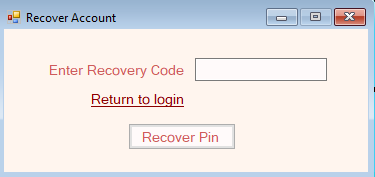 Recover Account
Enter Recovery Code
Return to login
Recover Pin